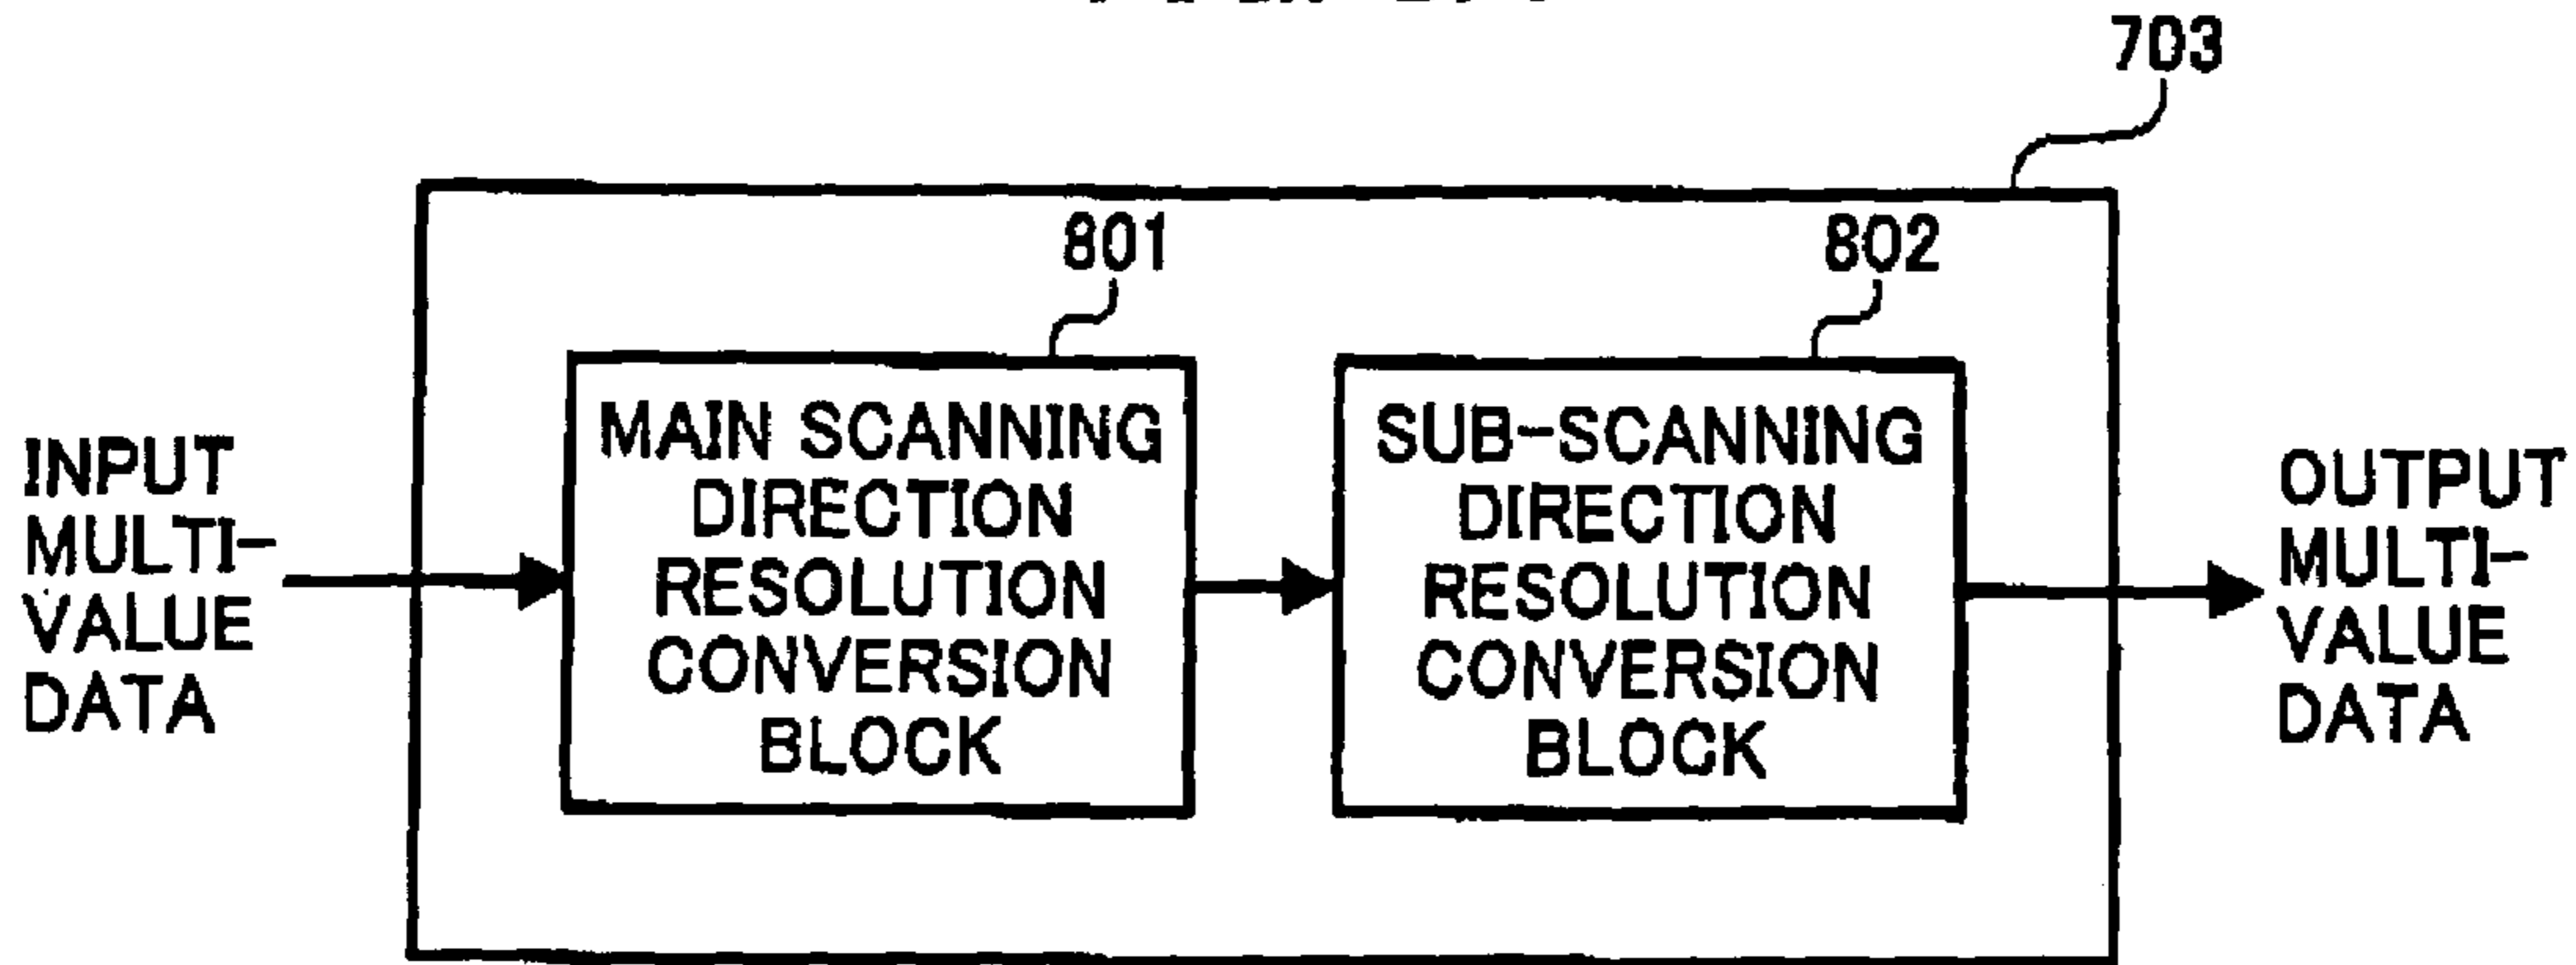 703
801
802
INPUT
MULTI-
VALUE
DATA
MAIN SCANNING
DIRECTION
RESOLUTION
CONVERSION
BLOCK
SUB-SCANNING
DIRECTION
RESOLUTION
CONVERSION
BLOCK
OUTPUT
MULTI-
VALUE
DATA